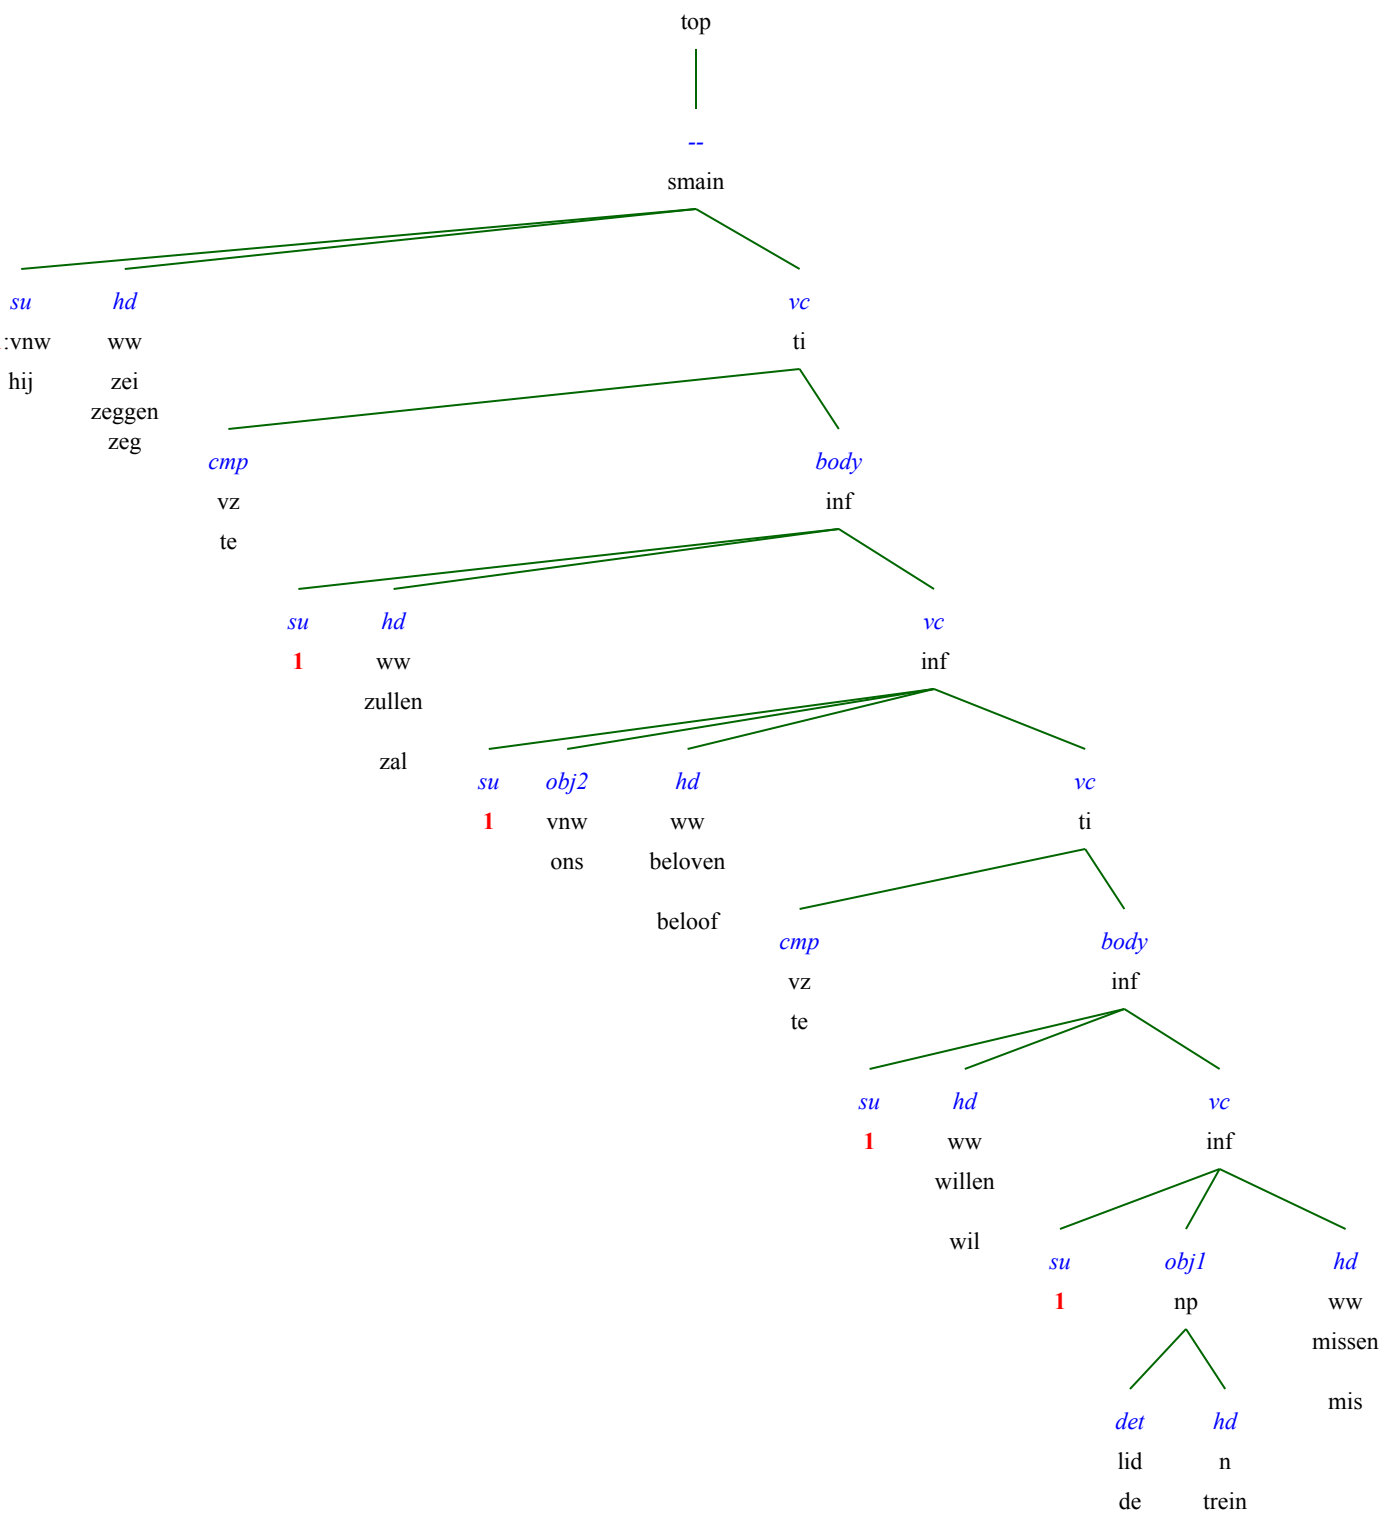 top
--
smain
su hd vc
:vnw ww ti
hij zei
zeggen
zeg
cmp body
vz inf
te
su hd vc
1 ww inf
zullen
zal
su obj2 hd vc
1 vnw ww ti
ons beloven
beloof
cmp body
vz inf
te
su hd vc
1 ww inf
willen
wil
su obj1 hd
1 np ww
missen
mis
det hd
lid n
de trein